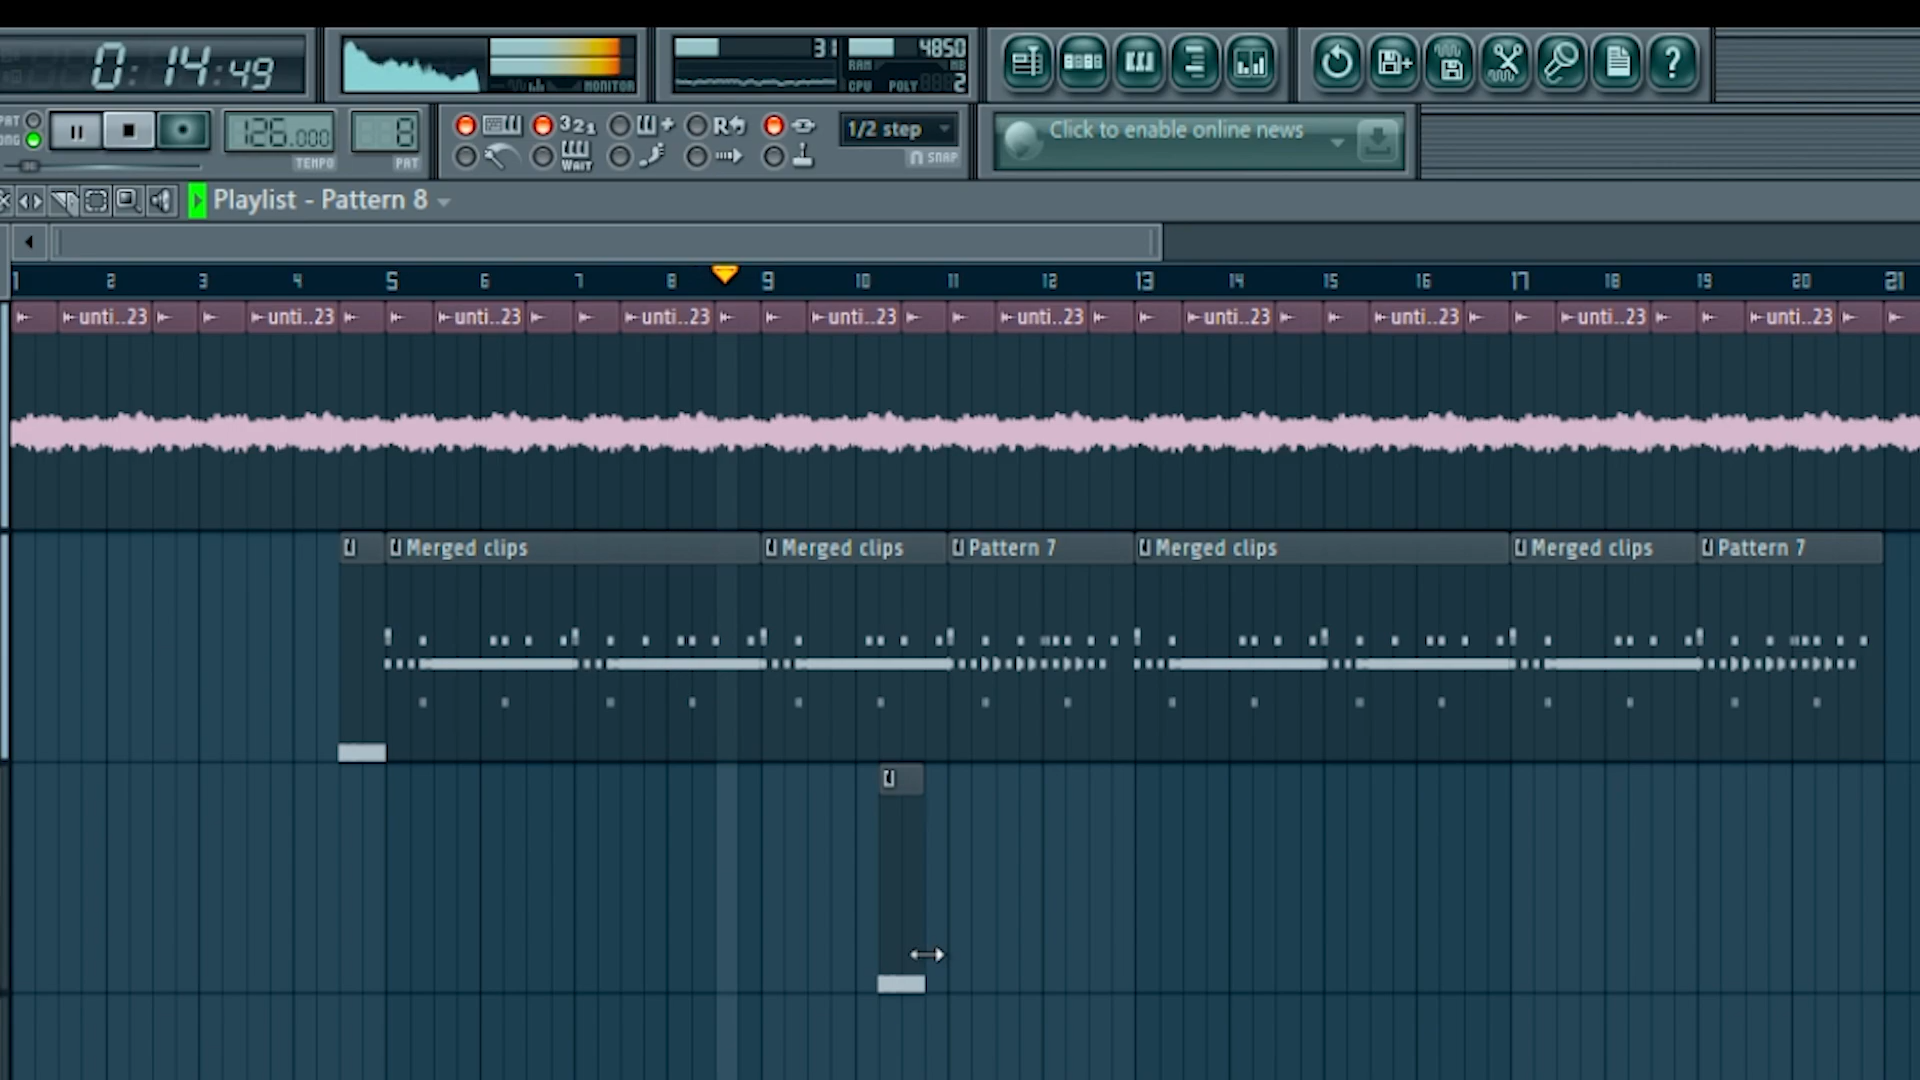 0:14:49
MONITOR
31
4850
RAM
MB
CPU
POLY
2
?
PAT
126.000
TEMPO
8
PAT
321
R
WAIT
1/2 step
SNAP
Click to enable online news
Playlist - Pattern 8
1 2 3 4 5 6 7 8 9 10 11 12 13 14 15 16 17 18 19 20 21
unti..23 unti..23 unti..23 unti..23 unti..23 unti..23 unti..23 unti..23 unti..23 unti..23
Merged clips Merged clips Pattern 7 Merged clips Merged clips Pattern 7